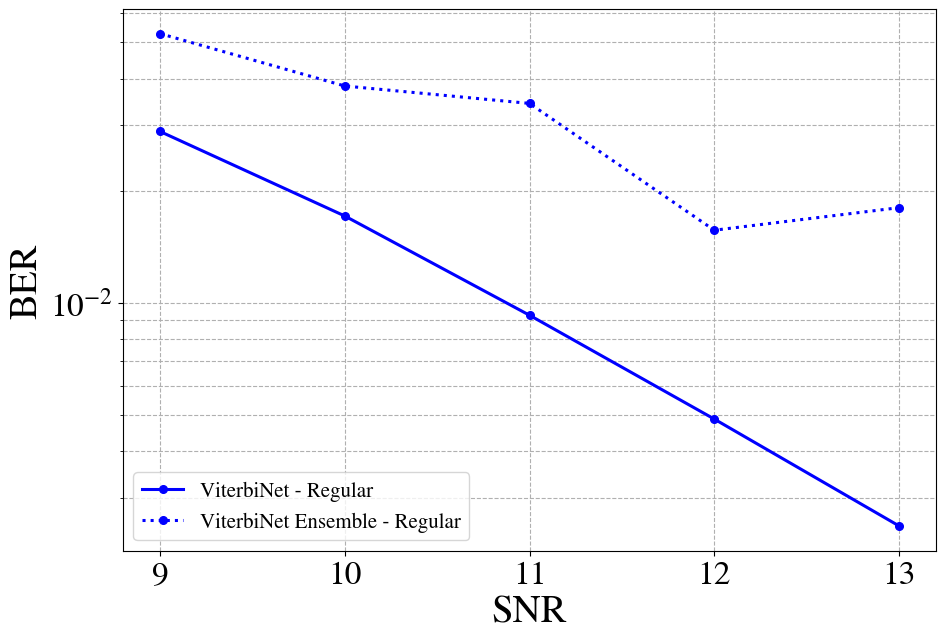 BER
10⁻²
ViterbiNet - Regular
ViterbiNet Ensemble - Regular
9 10 11 12 13
SNR